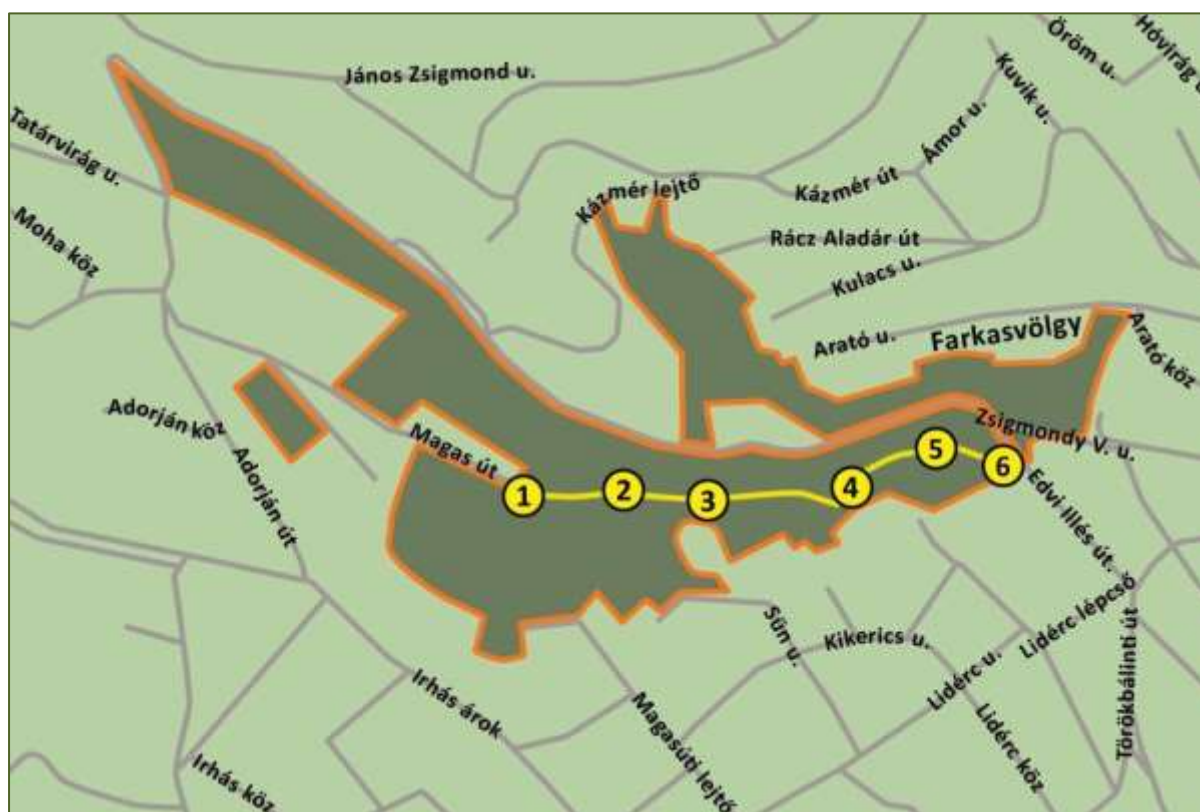 János Zsigmond u.
Öröm u.
Hóvirág u
Kuvik u.
Ámor u.
Tatárvirág u.
Kázmér lejtő
Kázmér út
Moha köz
Rácz Aladár út
Kulacs u.
Arató u.
Farkasvölgy
Arató köz
Adorján köz
Adorján út
Magas út
Zsigmondy V. u.
1
2
3
4
5
6
Edvi Illés út.
Sün u.
Kikerics u.
Lidérc u.
Lidérc lépcső
Lidérc köz
Törökbálinti út
Irhás árok
Magasúti lejtő
Irhás köz